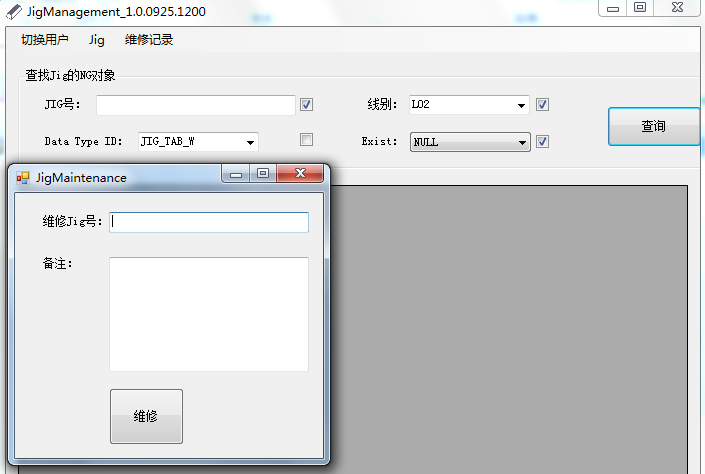 JigManagement_1.0.0925.1200
切换用户 Jig 维修记录
查找Jig的NG对象
JIG号: 线别: LO2
查询
Data Type ID: JIG_TAB_W Exist: NULL
JigMaintenance
维修Jig号:
备注:
维修